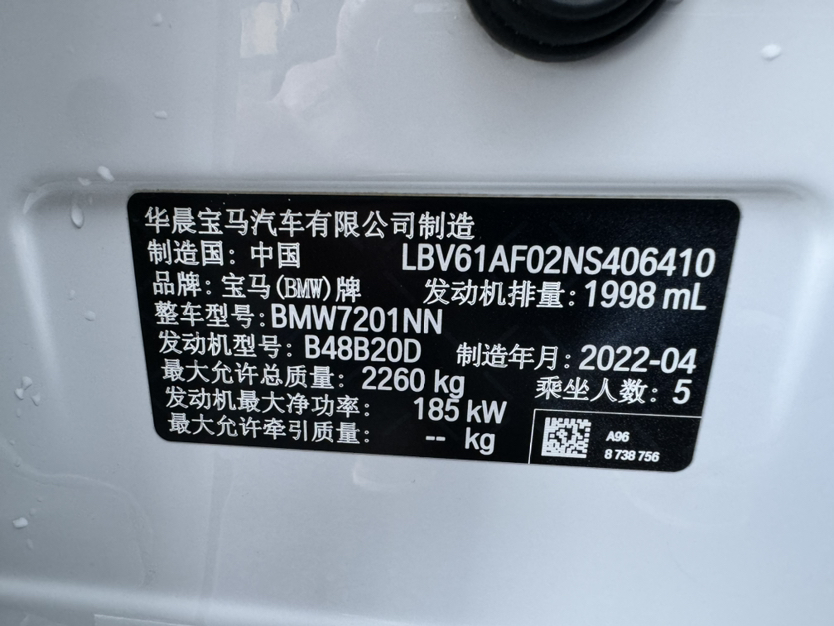 华晨宝马汽车有限公司制造
制造国：中国 LBV61AF02NS406410
品牌：宝马(BMW)牌 发动机排量：1998 mL
整车型号：BMW7201NN
发动机型号：B48B20D 制造年月：2022-04
最大允许总质量：2260 kg 乘坐人数：5
发动机最大净功率：185 kW
最大允许牵引质量：-- kg
A96
8 738 756